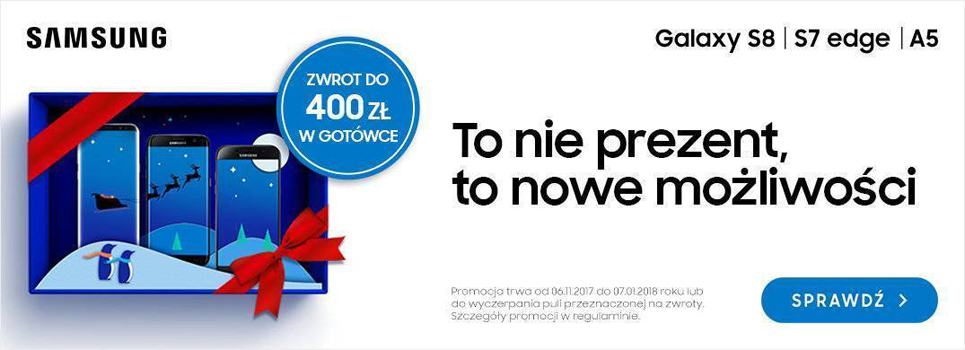 SAMSUNG
Galaxy S8 | S7 edge | A5
ZWROT DO
400 ZŁ
W GOTÓWCE
To nie prezent,
to nowe możliwości
Promocja trwa od 06.11.2017 do 07.01.2018 roku lub
do wyczerpania puli przeznaczonej na zwroty.
Szczegóły promocji w regulaminie.
SPRAWDŹ >
SAMSUNG
SAMSUNG